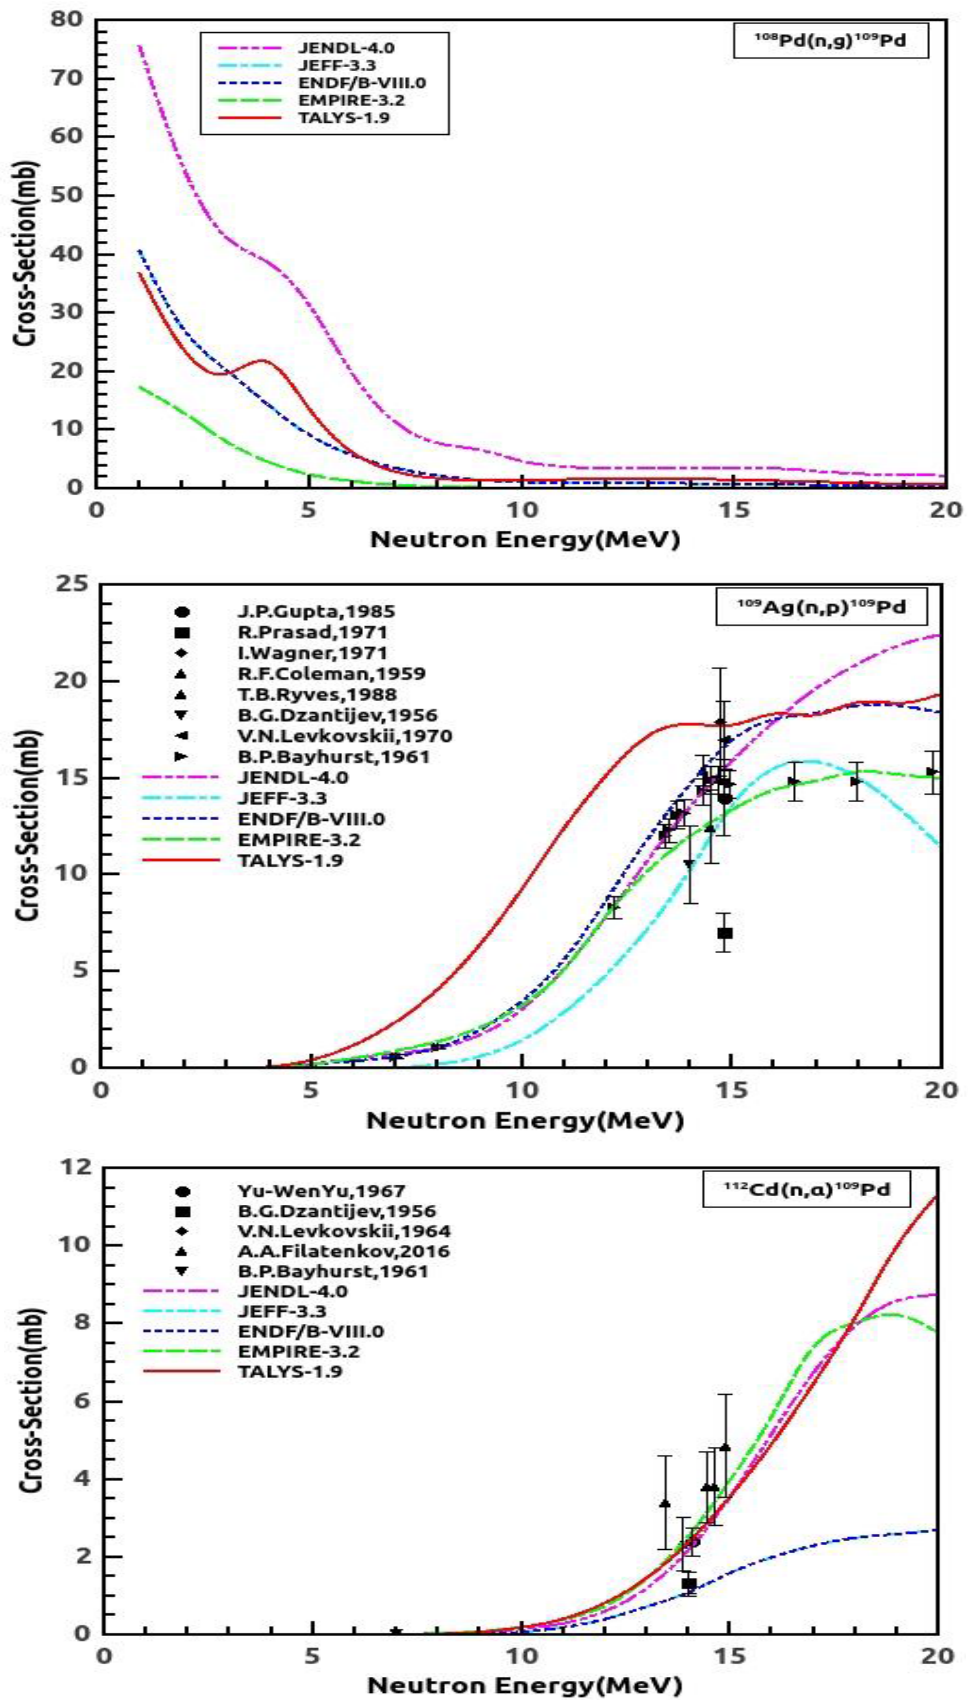 80
70
60
50
40
30
20
10
0
Cross-Section(mb)
JENDL-4.0
JEFF-3.3
ENDF/B-VIII.0
EMPIRE-3.2
TALYS-1.9
¹⁰⁸Pd(n,g)¹⁰⁹Pd
0 5 10 15 20
Neutron Energy(MeV)
25
20
15
10
5
0
Cross-Section(mb)
J.P.Gupta,1985
R.Prasad,1971
I.Wagner,1971
R.F.Coleman,1959
T.B.Ryves,1988
B.G.Dzantijev,1956
V.N.Levkovskii,1970
B.P.Bayhurst,1961
JENDL-4.0
JEFF-3.3
ENDF/B-VIII.0
EMPIRE-3.2
TALYS-1.9
¹⁰⁹Ag(n,p)¹⁰⁹Pd
0 5 10 15 20
Neutron Energy(MeV)
12
10
8
6
4
2
0
Cross-Section(mb)
Yu-WenYu,1967
B.G.Dzantijev,1956
V.N.Levkovskii,1964
A.A.Filatenkov,2016
B.P.Bayhurst,1961
JENDL-4.0
JEFF-3.3
ENDF/B-VIII.0
EMPIRE-3.2
TALYS-1.9
¹¹²Cd(n,α)¹⁰⁹Pd
0 5 10 15 20
Neutron Energy(MeV)